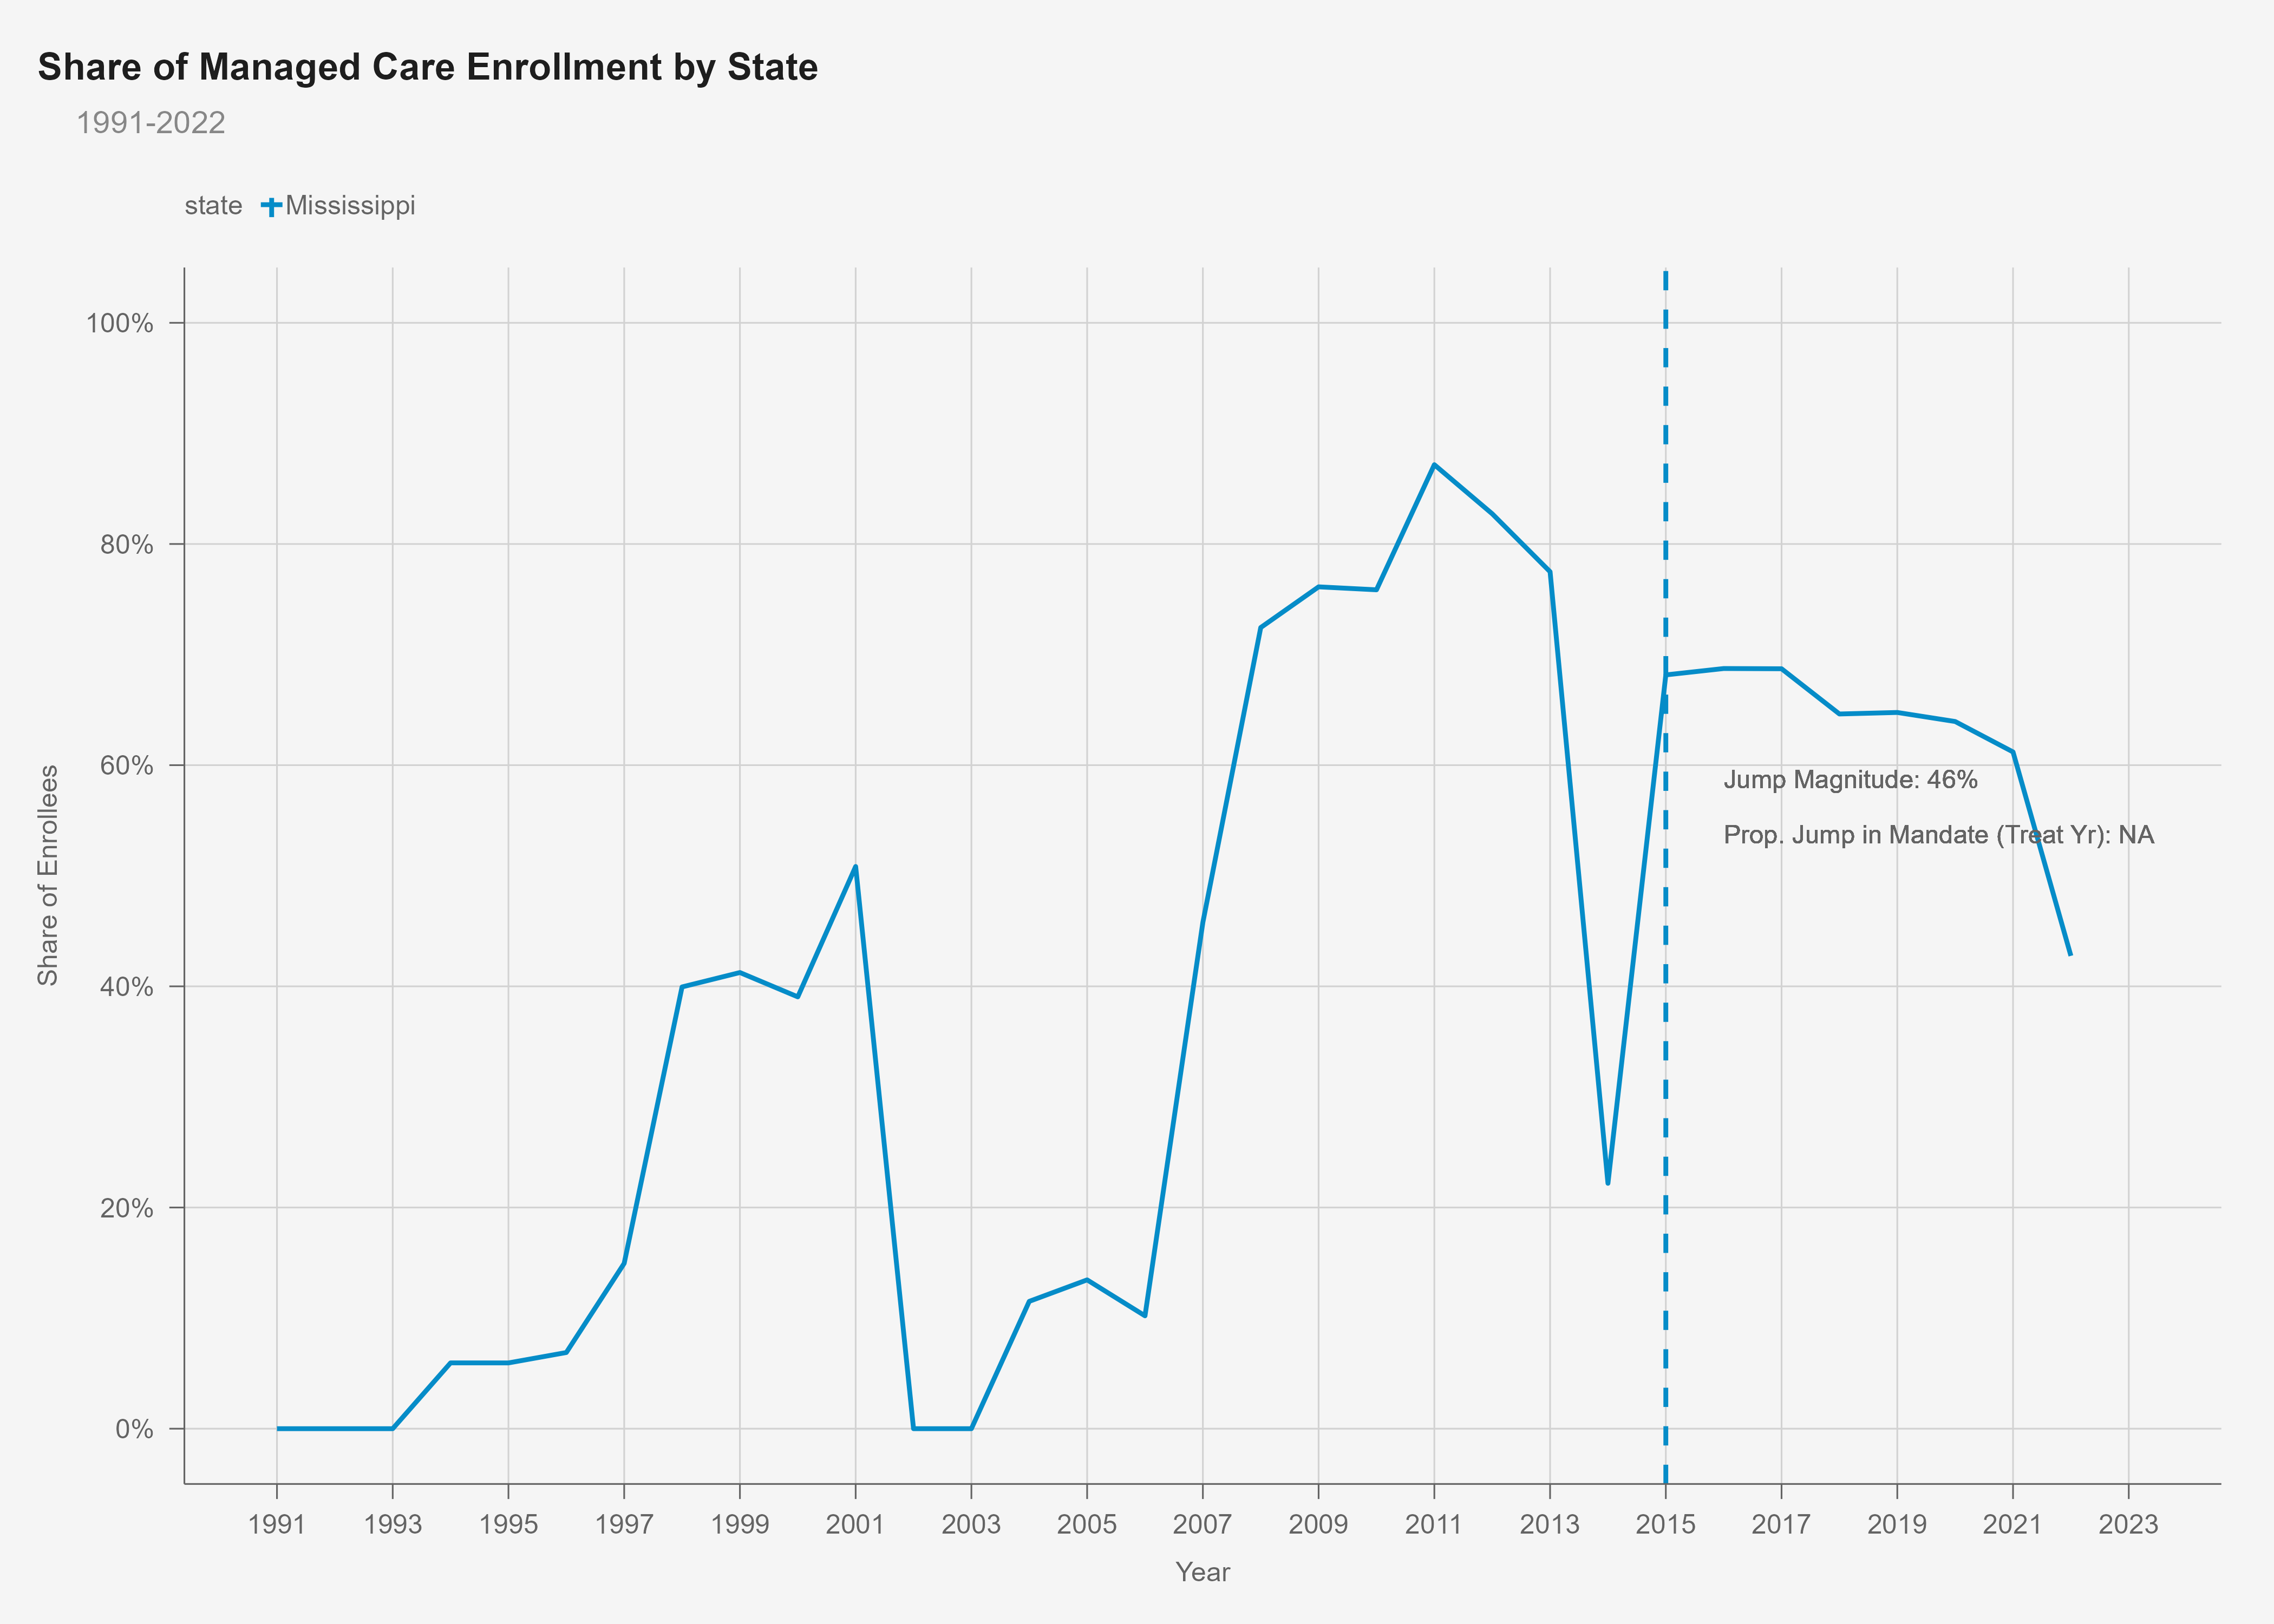 Share of Managed Care Enrollment by State
1991-2022
state Mississippi
100%
80%
60%
40%
20%
0%
Share of Enrollees
Jump Magnitude: 46%
Prop. Jump in Mandate (Treat Yr): NA
1991 1993 1995 1997 1999 2001 2003 2005 2007 2009 2011 2013 2015 2017 2019 2021 2023
Year